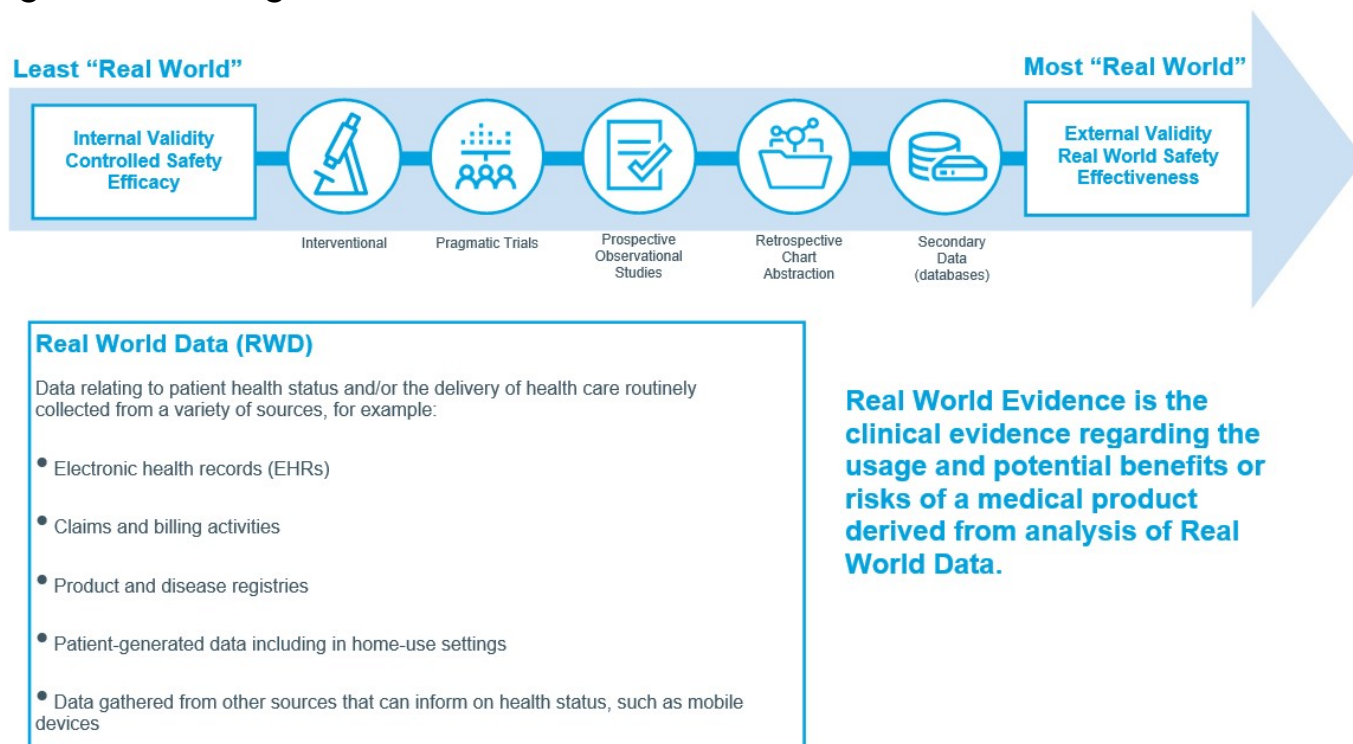 Least “Real World”
Most “Real World”
Internal Validity
Controlled Safety
Efficacy
External Validity
Real World Safety
Effectiveness
Interventional
Pragmatic Trials
Prospective
Observational
Studies
Retrospective
Chart
Abstraction
Secondary
Data
(databases)
Real World Data (RWD)
Data relating to patient health status and/or the delivery of health care routinely
collected from a variety of sources, for example:
• Electronic health records (EHRs)
• Claims and billing activities
• Product and disease registries
• Patient-generated data including in home-use settings
• Data gathered from other sources that can inform on health status, such as mobile
devices
Real World Evidence is the
clinical evidence regarding the
usage and potential benefits or
risks of a medical product
derived from analysis of Real
World Data.